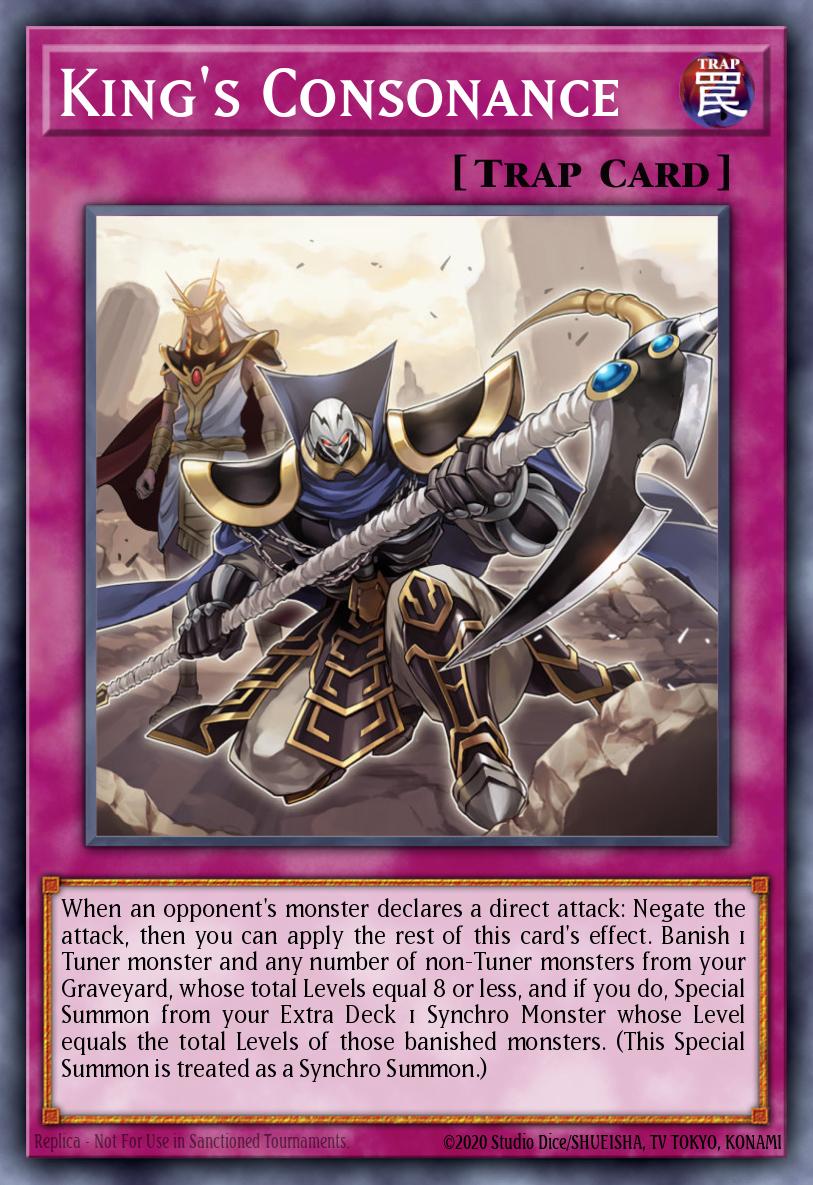 King's Consonance
TRAP
罠
[Trap Card]
When an opponent's monster declares a direct attack: Negate the
attack, then you can apply the rest of this card's effect. Banish 1
Tuner monster and any number of non-Tuner monsters from your
Graveyard, whose total Levels equal 8 or less, and if you do, Special
Summon from your Extra Deck 1 Synchro Monster whose Level
equals the total Levels of those banished monsters. (This Special
Summon is treated as a Synchro Summon.)
Replica - Not For Use in Sanctioned Tournaments.
©2020 Studio Dice/SHUEISHA, TV TOKYO, KONAMI